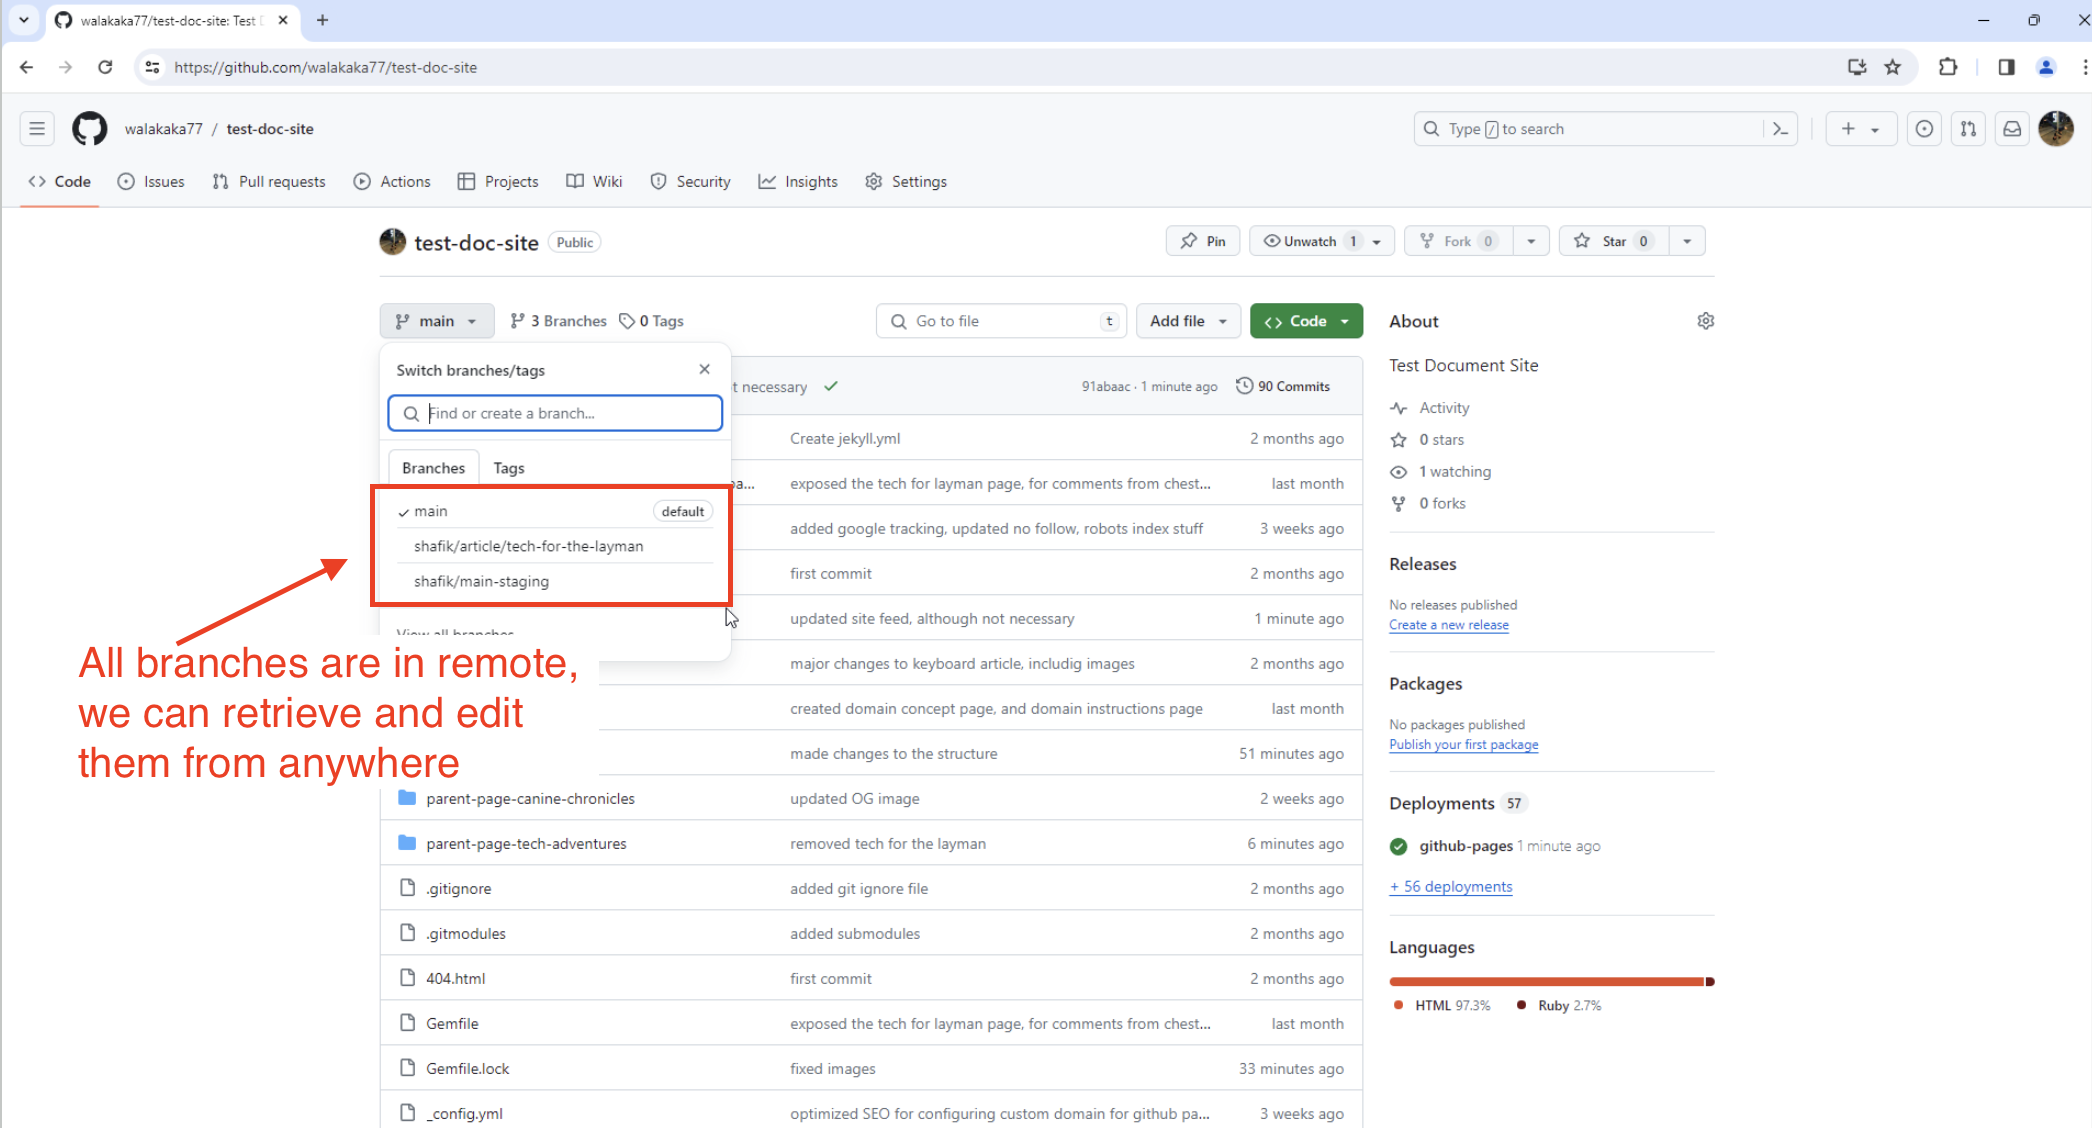 walakaka77/test-doc-site: Test D
https://github.com/walakaka77/test-doc-site
walakaka77 / test-doc-site
Type / to search
Code Issues Pull requests Actions Projects Wiki Security Insights Settings
test-doc-site Public
Pin Unwatch 1 Fork 0 Star 0
main 3 Branches 0 Tags Go to file t Add file Code
Switch branches/tags
Find or create a branch...
Branches Tags
main default
shafik/article/tech-for-the-layman
shafik/main-staging
View all branches
All branches are in remote,
we can retrieve and edit
them from anywhere
t necessary 91abaac · 1 minute ago 90 Commits
Create jekyll.yml 2 months ago
pa... exposed the tech for layman page, for comments from chest... last month
added google tracking, updated no follow, robots index stuff 3 weeks ago
first commit 2 months ago
updated site feed, although not necessary 1 minute ago
major changes to keyboard article, includig images 2 months ago
created domain concept page, and domain instructions page last month
made changes to the structure 51 minutes ago
parent-page-canine-chronicles updated OG image 2 weeks ago
parent-page-tech-adventures removed tech for the layman 6 minutes ago
.gitignore added git ignore file 2 months ago
.gitmodules added submodules 2 months ago
404.html first commit 2 months ago
Gemfile exposed the tech for layman page, for comments from chest... last month
Gemfile.lock fixed images 33 minutes ago
_config.yml optimized SEO for configuring custom domain for github pa... 3 weeks ago
About
Test Document Site
Activity
0 stars
1 watching
0 forks
Releases
No releases published
Create a new release
Packages
No packages published
Publish your first package
Deployments 57
github-pages 1 minute ago
+ 56 deployments
Languages
HTML 97.3% Ruby 2.7%